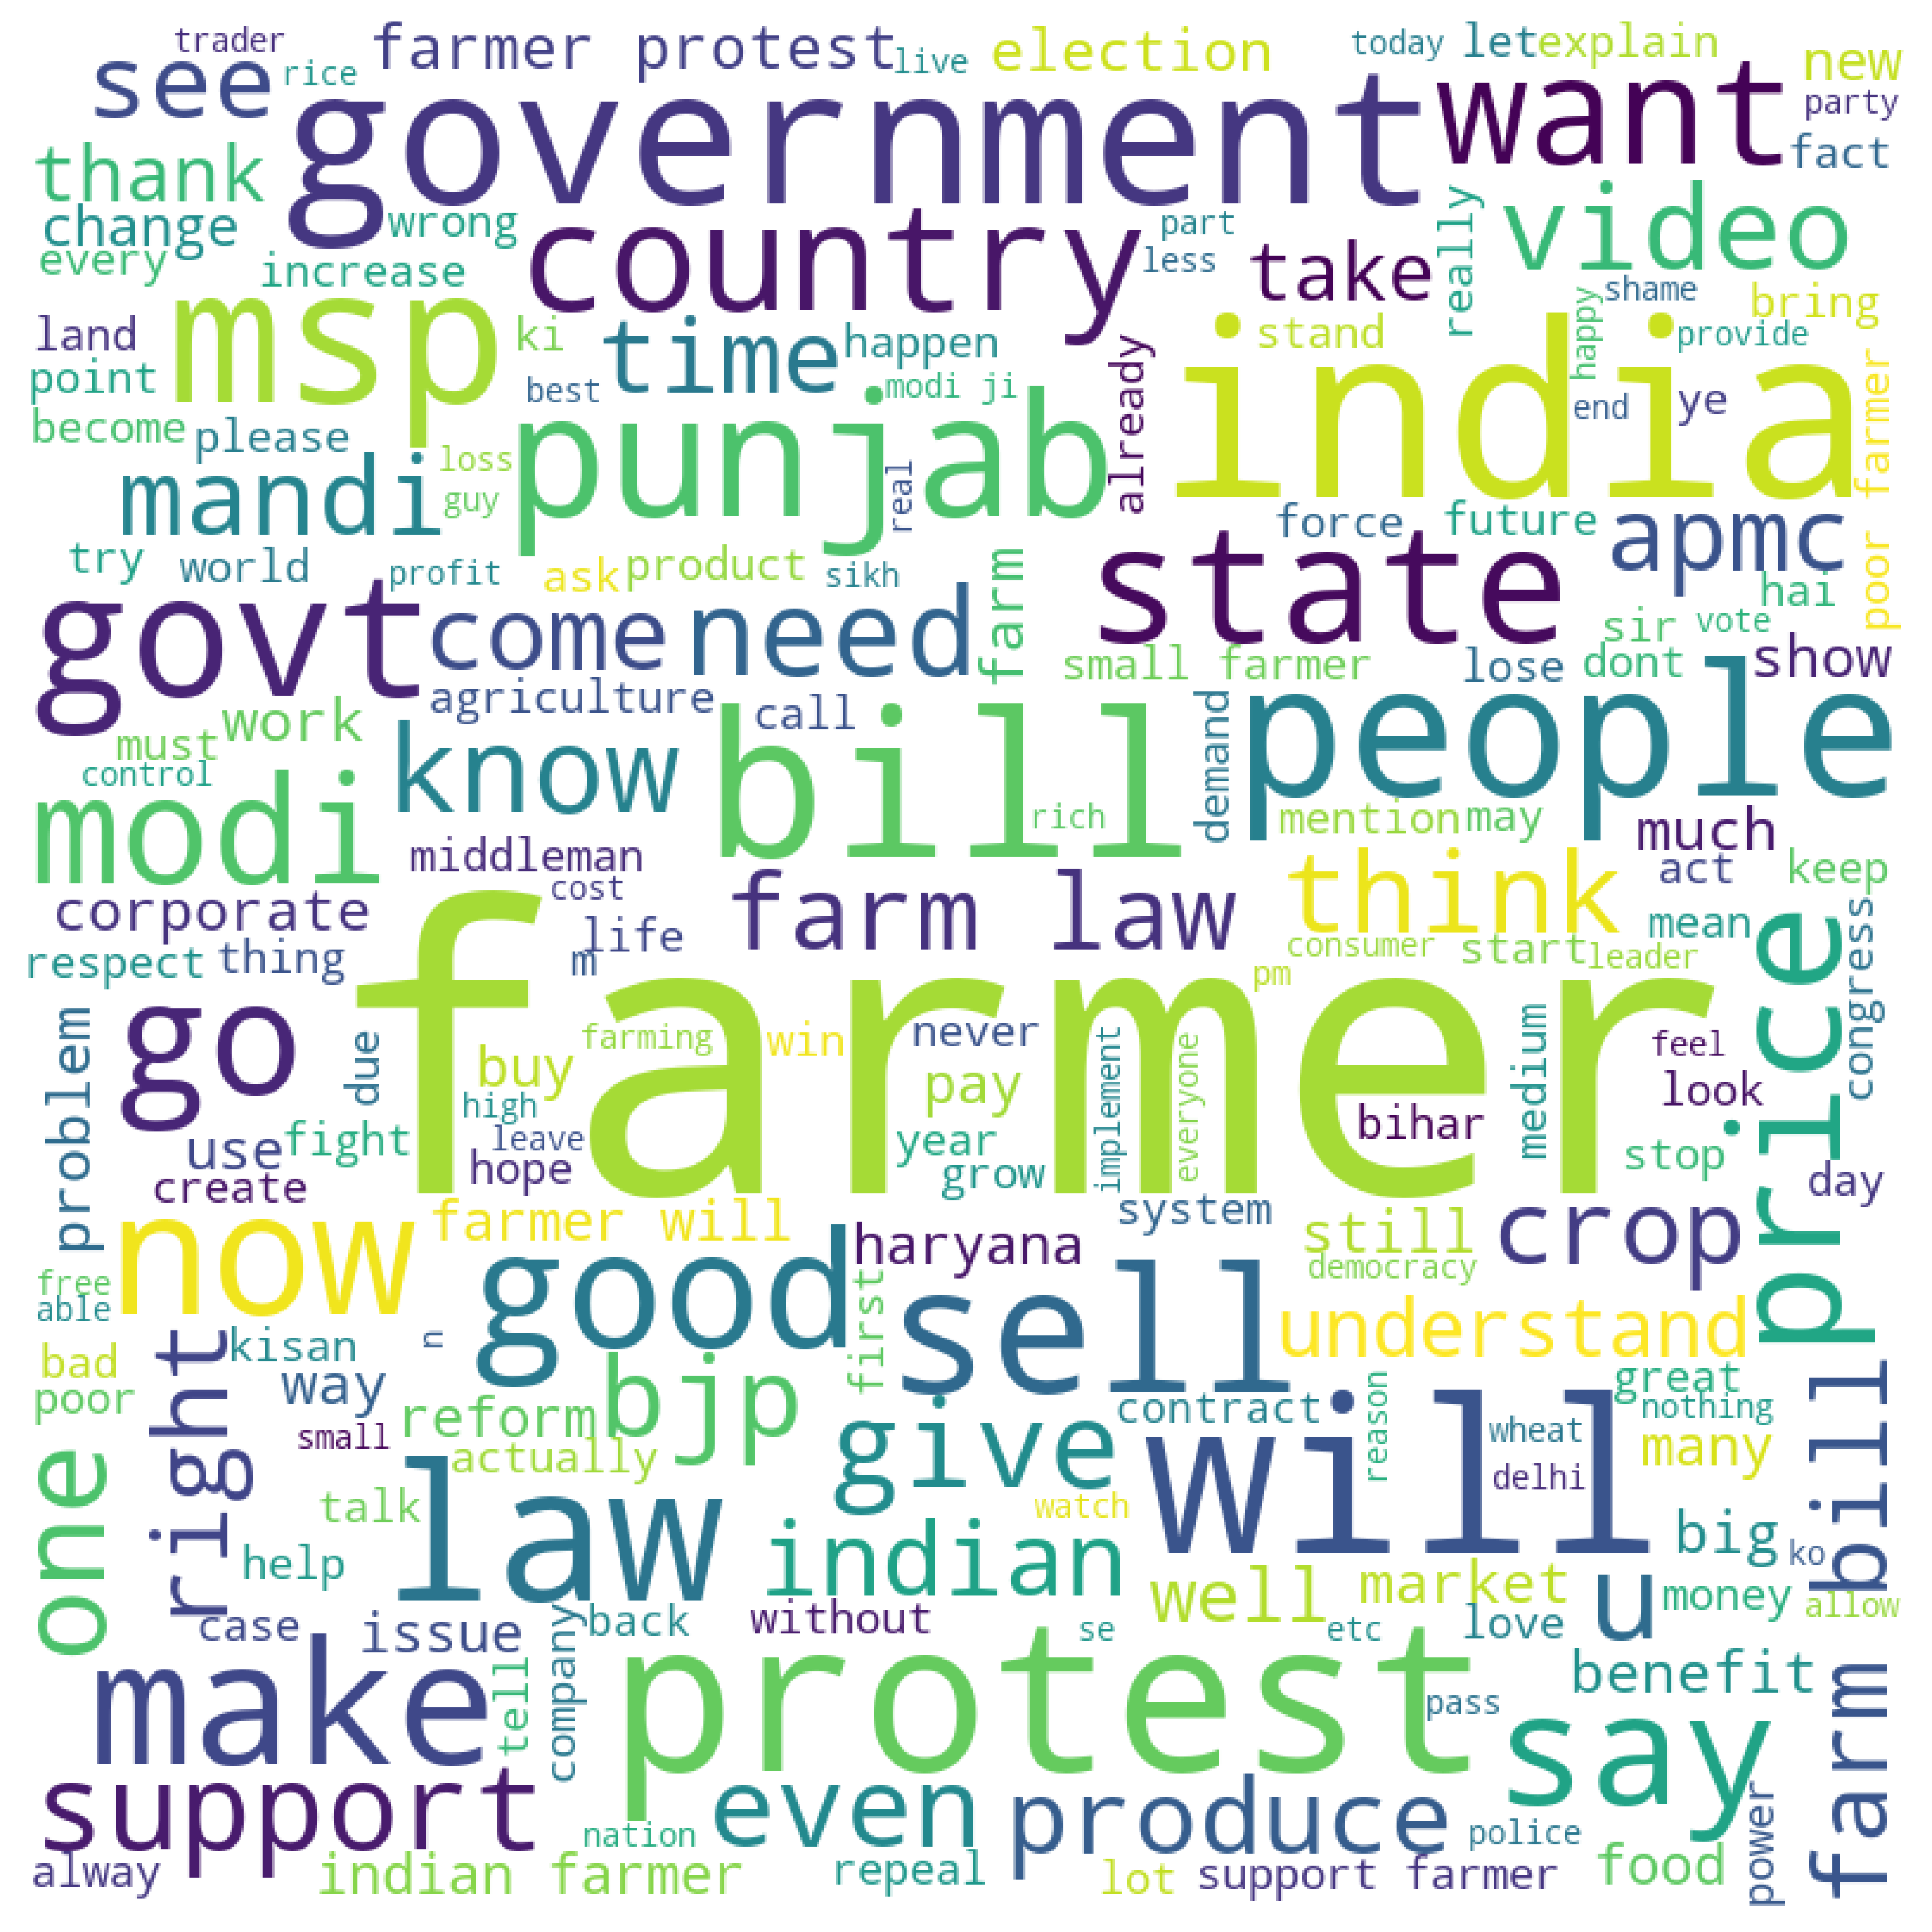 trader
farmer protest
live
election
today
let
explain
new
see
rice
government
want
party
fact
thank
change
wrong
every
increase
country
part
less
take
really
video
shame
bring
land
msp
ki
time
happen
already
stand
happy
provide
india
point
best
modi ji
end
ye
poor farmer
become
please
punjab
mandi
loss
guy
real
force
future
apmc
try
world
profit
ask
product
sikh
farm
state
hai
govt
come
need
small farmer
sir
vote
lose
dont
show
agriculture
call
bill
demand
people
work
must
control
know
modi
rich
mention
may
much
middleman
cost
farm law
think
act
keep
corporate
life
m
mean
price
congress
respect
thing
farmer
consumer
start
leader
pm
go
problem
due
farming
win
never
implement
everyone
medium
feel
buy
pay
look
high
bihar
use
fight
leave
year
stop
create
hope
grow
day
now
farmer will
system
still
crop
haryana
democracy
free
able
good
first
sell
understand
bad
kisan
n
right
poor
way
bjp
reform
contract
reason
great
nothing
small
actually
give
will
wheat
many
farm bill
one
law
delhi
talk
watch
indian
big
ko
help
well
market
u
money
allow
case
issue
company
back
without
se
etc
love
make
tell
protest
benefit
pass
say
support
even
produce
power
nation
police
alway
indian farmer
repeal
lot
support farmer
food